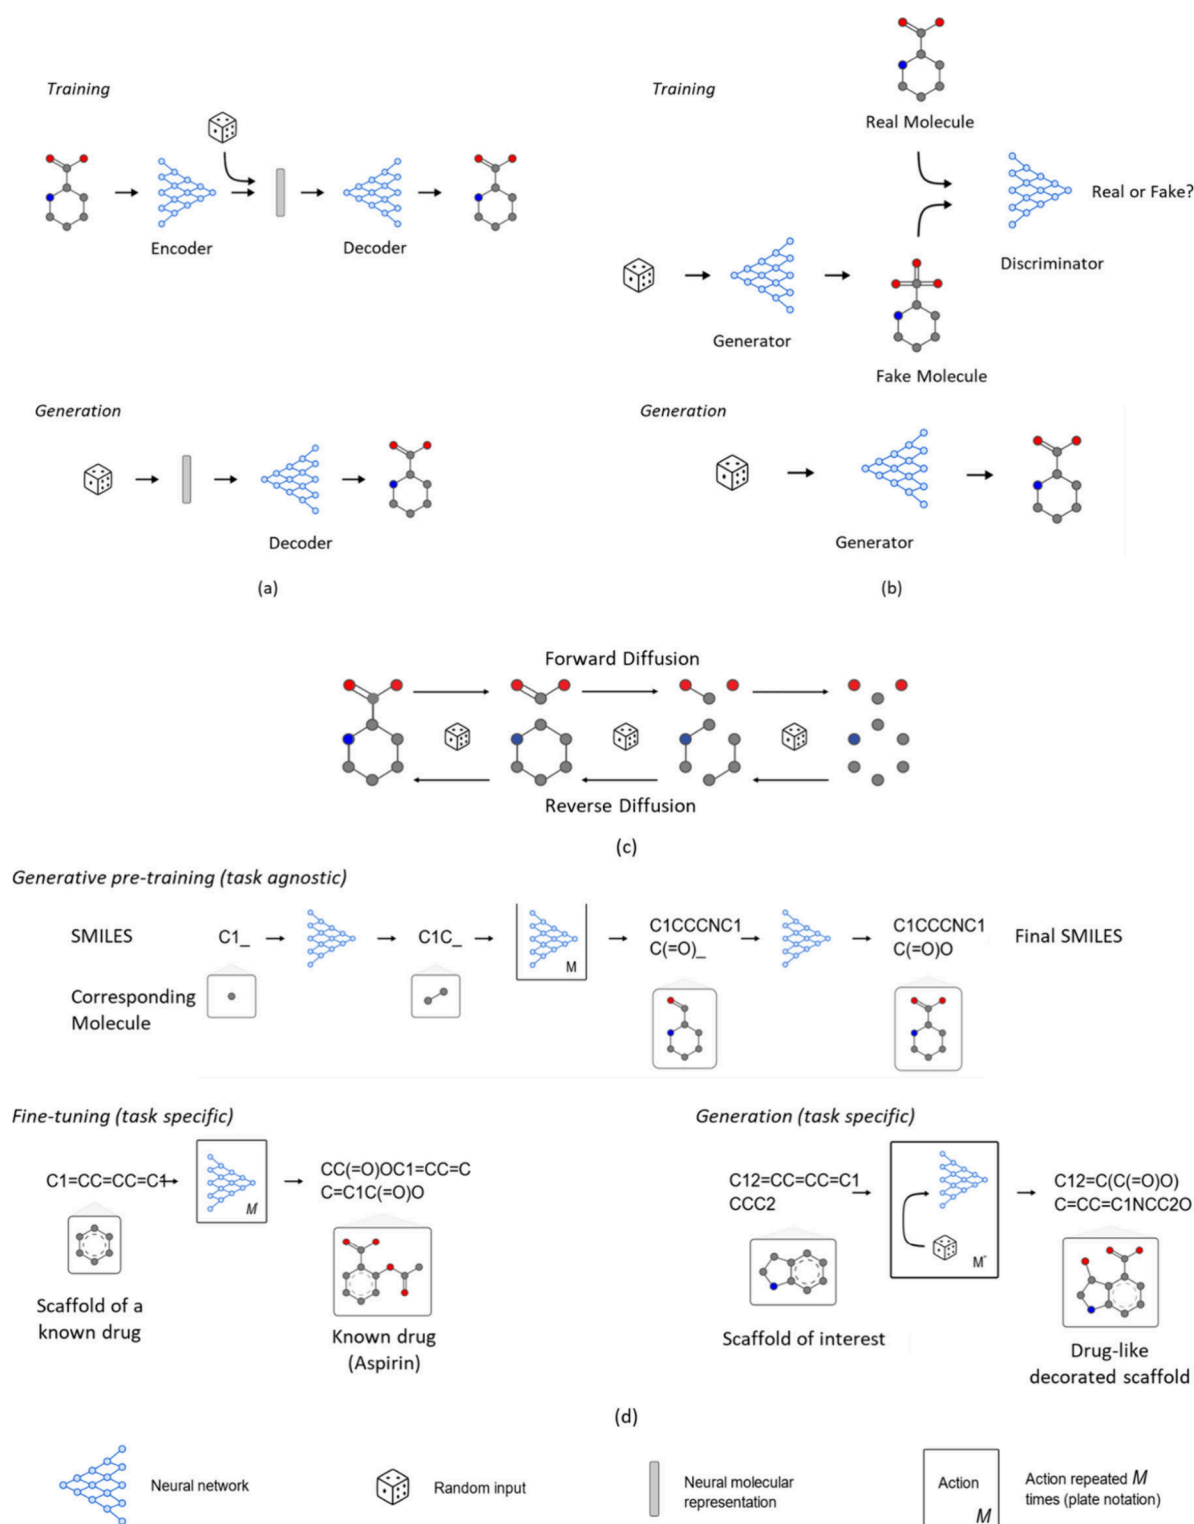 Training
Encoder
Decoder
Generation
Decoder
(a)
Training
Real Molecule
Real or Fake?
Discriminator
Generator
Fake Molecule
Generation
Generator
(b)
Forward Diffusion
Reverse Diffusion
(c)
Generative pre-training (task agnostic)
SMILES
C1_
C1C_
M
C1CCCNC1
C(=O)_
C1CCCNC1
C(=O)O
Final SMILES
Corresponding
Molecule
Fine-tuning (task specific)
C1=CC=CC=C1
M
CC(=O)OC1=CC=C
C=C1C(=O)O
Scaffold of a
known drug
Known drug
(Aspirin)
Generation (task specific)
C12=CC=CC=C1
CCC2
M*
C12=C(C(=O)O)
C=CC=C1NCC2O
Scaffold of interest
Drug-like
decorated scaffold
(d)
Neural network
Random input
Neural molecular
representation
Action
M
Action repeated M
times (plate notation)